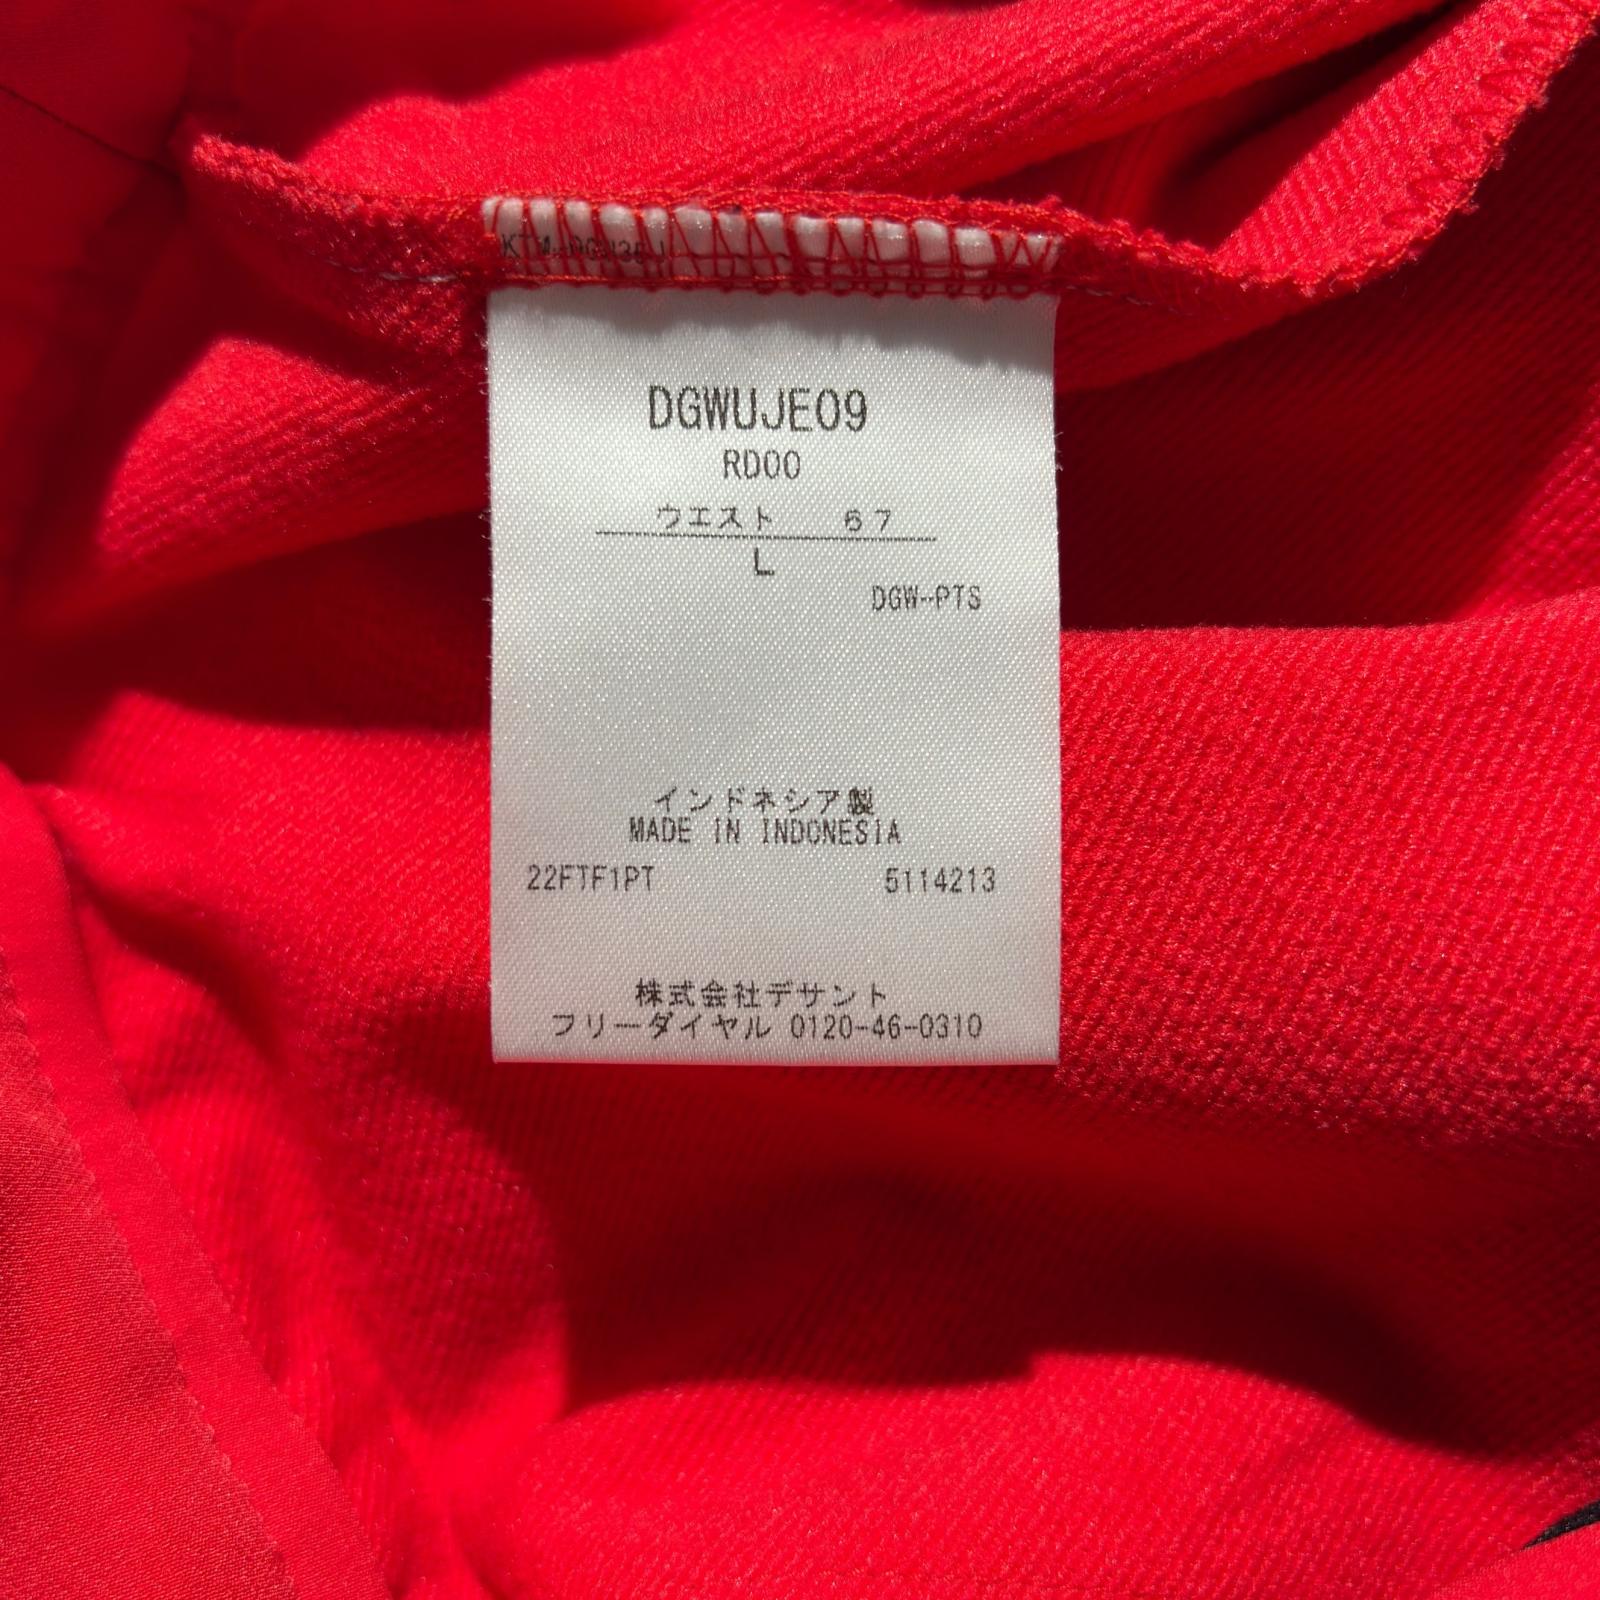 DGWUJE09
RD00
ウエスト 67
L
DGW-PTS
インドネシア製
MADE IN INDONESIA
22FTF1PT 5114213
株式会社デサント
フリーダイヤル 0120-46-0310